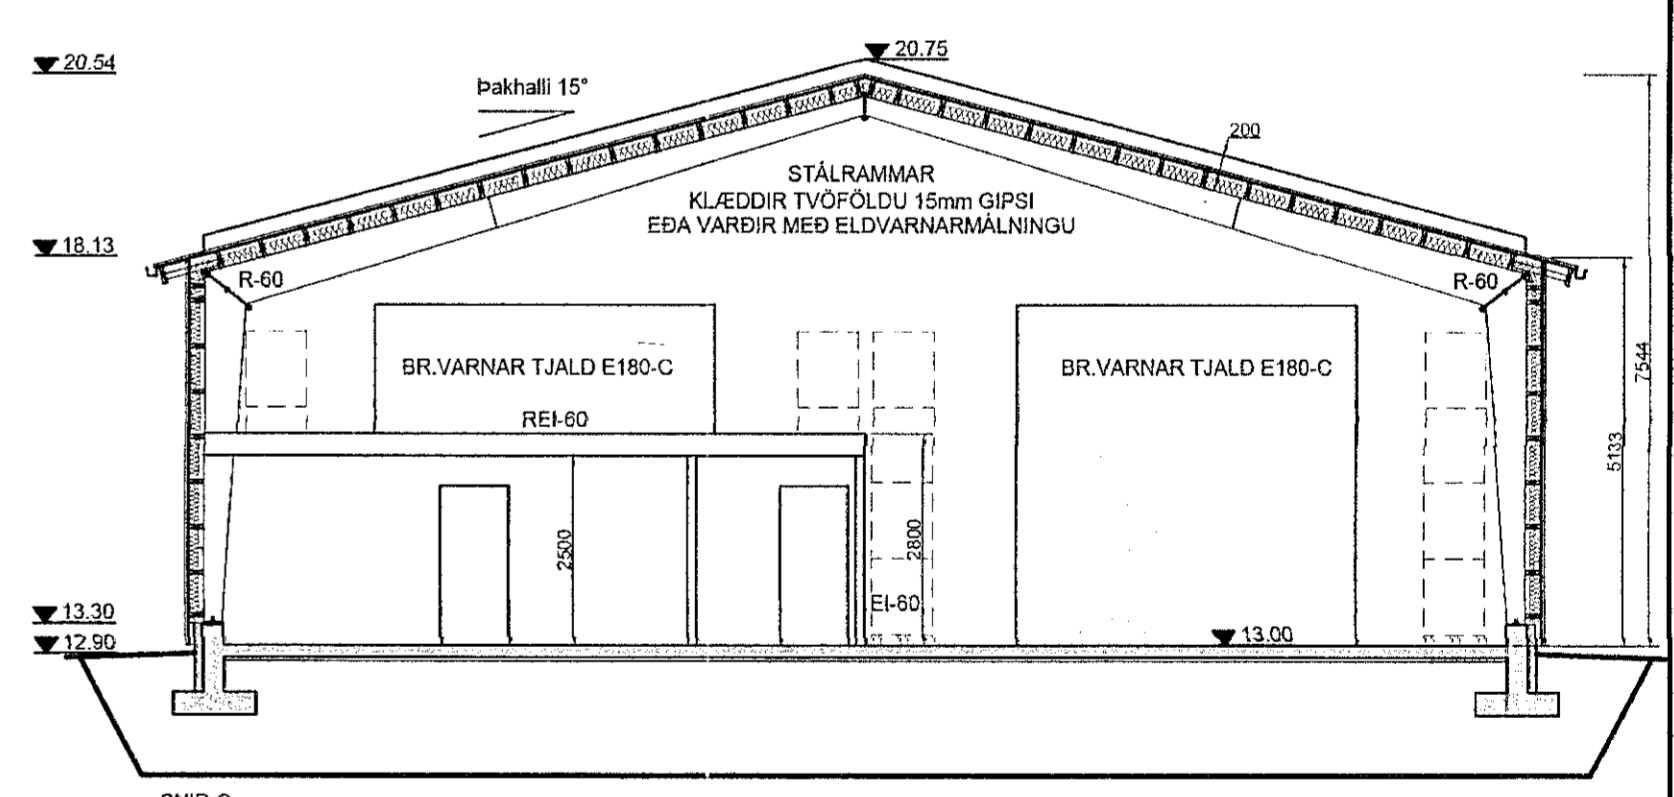 20.54
20.75
Þakhalli 15°
200
STÁLRAMMAR
KLÆDDIR TVÖFÖLDU 15mm GIPSI
EÐA VARÐIR MEÐ ELDVARNARMÁLNINGU
18.13
R-60
R-60
7544
BR.VARNAR TJALD E180-C
BR.VARNAR TJALD E180-C
REI-60
5133
2500
2800
EI-60
13.30
12.90
13.00